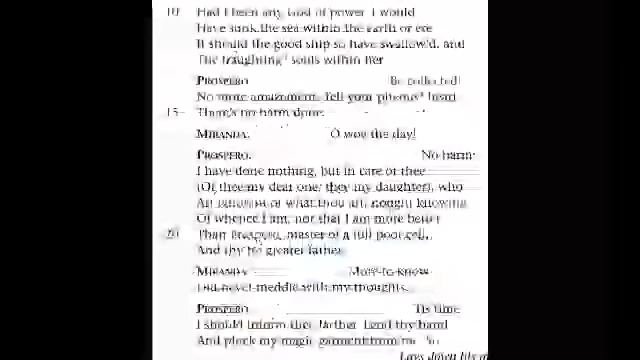 10 Had I been any God of power I would
Have sunk the sea within the earth or ere
It should the good ship so have swallow'd, and
The fraughting souls within her
PROSPERO Be collected!
No more amazement. Tell your piteous heart
15 There's no harm done.
MIRANDA. O woe the day!
PROSPERO. No harm:
I have done nothing, but in care of thee
(Of thee my dear one, thee my daughter), who
Art ignorant of what thou art, nought knowing
Of whence I am, nor that I am more better
20 Than Prospero, master of a full poor cell,
And thy no greater father
MIRANDA More to know
Did never meddle with my thoughts.
PROSPERO 'Tis time
I should inform thee farther. Lend thy hand
And pluck my magic garment from me. So
Lays down his